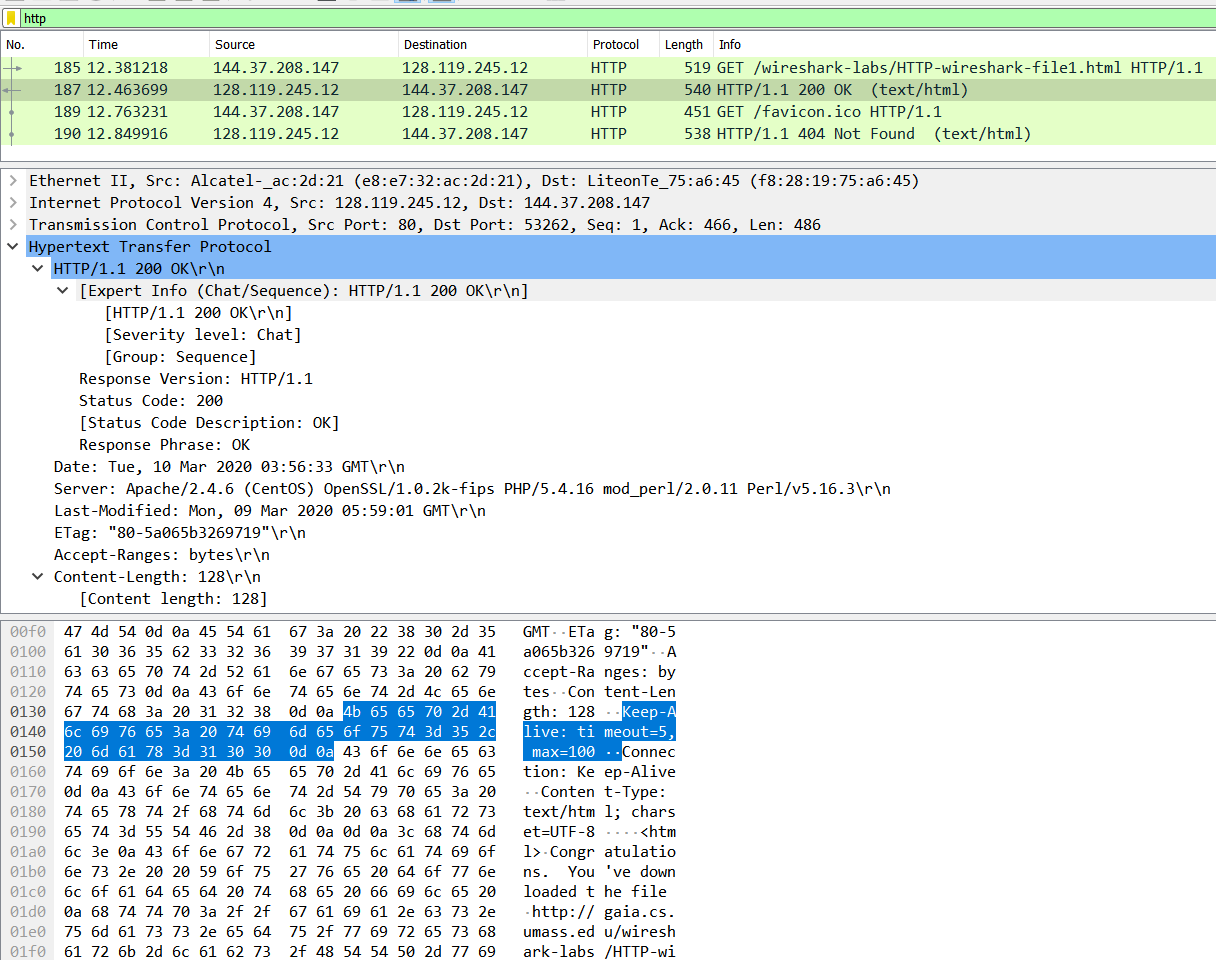 http
No. Time Source Destination Protocol Length Info
185 12.381218 144.37.208.147 128.119.245.12 HTTP 519 GET /wireshark-labs/HTTP-wireshark-file1.html HTTP/1.1
187 12.463699 128.119.245.12 144.37.208.147 HTTP 540 HTTP/1.1 200 OK  (text/html)
189 12.763231 144.37.208.147 128.119.245.12 HTTP 451 GET /favicon.ico HTTP/1.1
190 12.849916 128.119.245.12 144.37.208.147 HTTP 538 HTTP/1.1 404 Not Found  (text/html)
Ethernet II, Src: Alcatel-_ac:2d:21 (e8:e7:32:ac:2d:21), Dst: LiteonTe_75:a6:45 (f8:28:19:75:a6:45)
Internet Protocol Version 4, Src: 128.119.245.12, Dst: 144.37.208.147
Transmission Control Protocol, Src Port: 80, Dst Port: 53262, Seq: 1, Ack: 466, Len: 486
Hypertext Transfer Protocol
HTTP/1.1 200 OK\r\n
[Expert Info (Chat/Sequence): HTTP/1.1 200 OK\r\n]
[HTTP/1.1 200 OK\r\n]
[Severity level: Chat]
[Group: Sequence]
Response Version: HTTP/1.1
Status Code: 200
[Status Code Description: OK]
Response Phrase: OK
Date: Tue, 10 Mar 2020 03:56:33 GMT\r\n
Server: Apache/2.4.6 (CentOS) OpenSSL/1.0.2k-fips PHP/5.4.16 mod_perl/2.0.11 Perl/v5.16.3\r\n
Last-Modified: Mon, 09 Mar 2020 05:59:01 GMT\r\n
ETag: "80-5a065b3269719"\r\n
Accept-Ranges: bytes\r\n
Content-Length: 128\r\n
[Content length: 128]
00f0 47 4d 54 0d 0a 45 54 61 67 3a 20 22 38 30 2d 35 GMT··ETa g: "80-5
0100 61 30 36 35 62 33 32 36 39 37 31 39 22 0d 0a 41 a065b326 9719"··A
0110 63 63 65 70 74 2d 52 61 6e 67 65 73 3a 20 62 79 ccept-Ra nges: by
0120 74 65 73 0d 0a 43 6f 6e 74 65 6e 74 2d 4c 65 6e tes··Con tent-Len
0130 67 74 68 3a 20 31 32 38 0d 0a 4b 65 65 70 2d 41 gth: 128 ··Keep-A
0140 6c 69 76 65 3a 20 74 69 6d 65 6f 75 74 3d 35 2c live: ti meout=5,
0150 20 6d 61 78 3d 31 30 30 0d 0a 43 6f 6e 6e 65 63 max=100 ··Connec
0160 74 69 6f 6e 3a 20 4b 65 65 70 2d 41 6c 69 76 65 tion: Ke ep-Alive
0170 0d 0a 43 6f 6e 74 65 6e 74 2d 54 79 70 65 3a 20 ··Conten t-Type:
0180 74 65 78 74 2f 68 74 6d 6c 3b 20 63 68 61 72 73 text/htm l; chars
0190 65 74 3d 55 54 46 2d 38 0d 0a 0d 0a 3c 68 74 6d et=UTF-8 ····<htm
01a0 6c 3e 0a 43 6f 6e 67 72 61 74 75 6c 61 74 69 6f l>·Congr atulatio
01b0 6e 73 2e 20 20 59 6f 75 27 76 65 20 64 6f 77 6e ns.  You 've down
01c0 6c 6f 61 64 65 64 20 74 68 65 20 66 69 6c 65 20 loaded t he file
01d0 0a 68 74 74 70 3a 2f 2f 67 61 69 61 2e 63 73 2e ·http:// gaia.cs.
01e0 75 6d 61 73 73 2e 65 64 75 2f 77 69 72 65 73 68 umass.ed u/wiresh
01f0 61 72 6b 2d 6c 61 62 73 2f 48 54 54 50 2d 77 69 ark-labs /HTTP-wi